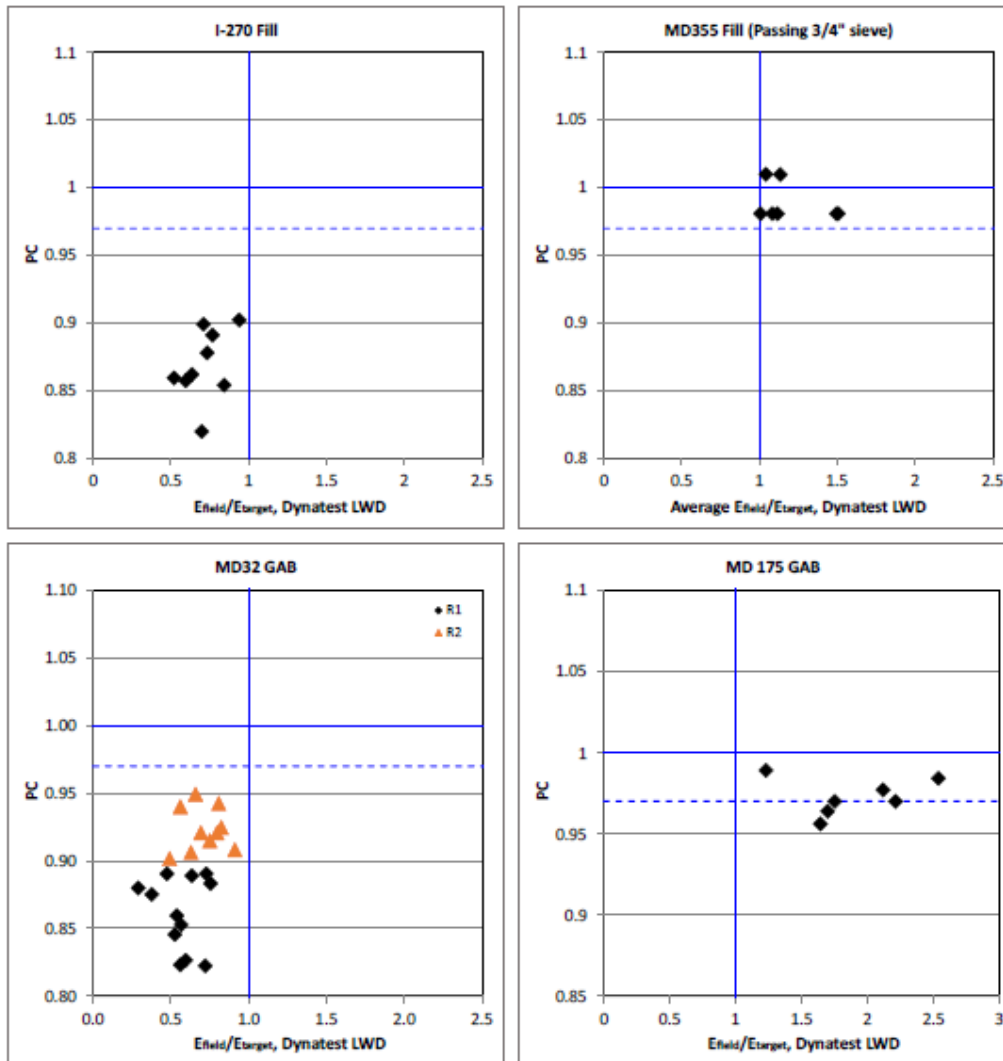 I-270 Fill
1.1
1.05
1
0.95
0.9
0.85
0.8
PC
0 0.5 1 1.5 2 2.5
Efield/Etarget, Dynatest LWD
MD355 Fill (Passing 3/4" sieve)
1.1
1.05
1
0.95
0.9
0.85
0.8
PC
0 0.5 1 1.5 2 2.5
Average Efield/Etarget, Dynatest LWD
MD32 GAB
R1
R2
1.10
1.05
1.00
0.95
0.90
0.85
0.80
PC
0.0 0.5 1.0 1.5 2.0 2.5
Efield/Etarget, Dynatest LWD
MD 175 GAB
1.1
1.05
1
0.95
0.9
0.85
PC
0 0.5 1 1.5 2 2.5 3
Efield/Etarget, Dynatest LWD